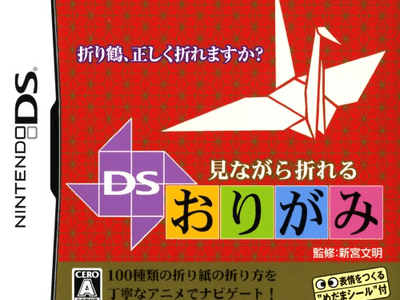 NINTENDO DS™
折り鶴、正しく折れますか?
見ながら折れる
DS
おりがみ
監修:新宮文明
CERO
A
100種類の折り紙の折り方を
丁寧なアニメでナビゲート!
表情をつくる
"めだまシール"付